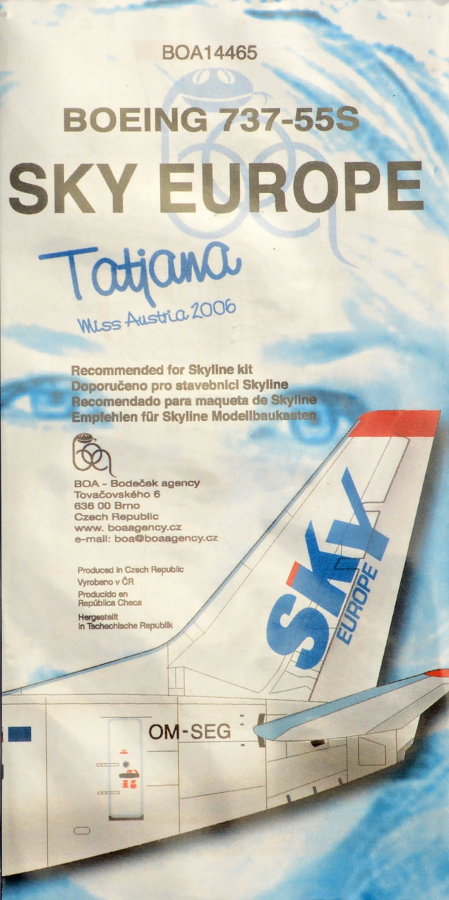 BOA14465
BOEING 737-55S
SKY EUROPE
boa
Tatjana
Miss Austria 2006
Recommended for Skyline kit
Doporučeno pro stavebnici Skyline
Recomendado para maqueta de Skyline
Empfehlen für Skyline Modellbaukasten
boa
BOA - Bodeček agency
Tovačovského 6
636 00 Brno
Czech Republic
www. boaagency.cz
e-mail: boa@boaagency.cz
Produced in Czech Republic
Vyrobeno v ČR
Producido en
República Checa
Hergestellt
in Tschechische Republik
SKY
EUROPE
OM-SEG